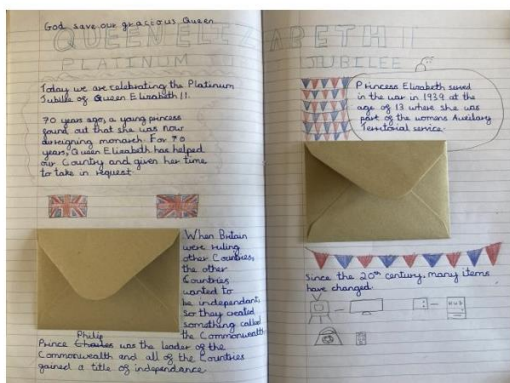 God save our gracious Queen
QUEEN ELIZABETH II
PLATINUM JUBILEE
Today we are celebrating the Platinum
Jubilee of Queen Elizabeth II.
70 years ago, a young princess
found out that she was now
reigning monarch. For 70
years, Queen Elizabeth has helped
our Country and given her time
to take in request.
When Britain
were ruling
other Countries,
the other
Countries
wanted to
be independant,
so they created
something called
the Commonwealth
Philip
Prince Charles was the leader of the
Commonwealth and all of the Countries
gained a title of independance.
Princess Elizabeth served
in the war in 1939 at the
age of 13 where she was
part of the womens Auxilary
Territorial service.
Since the 20th century, many items
have changed